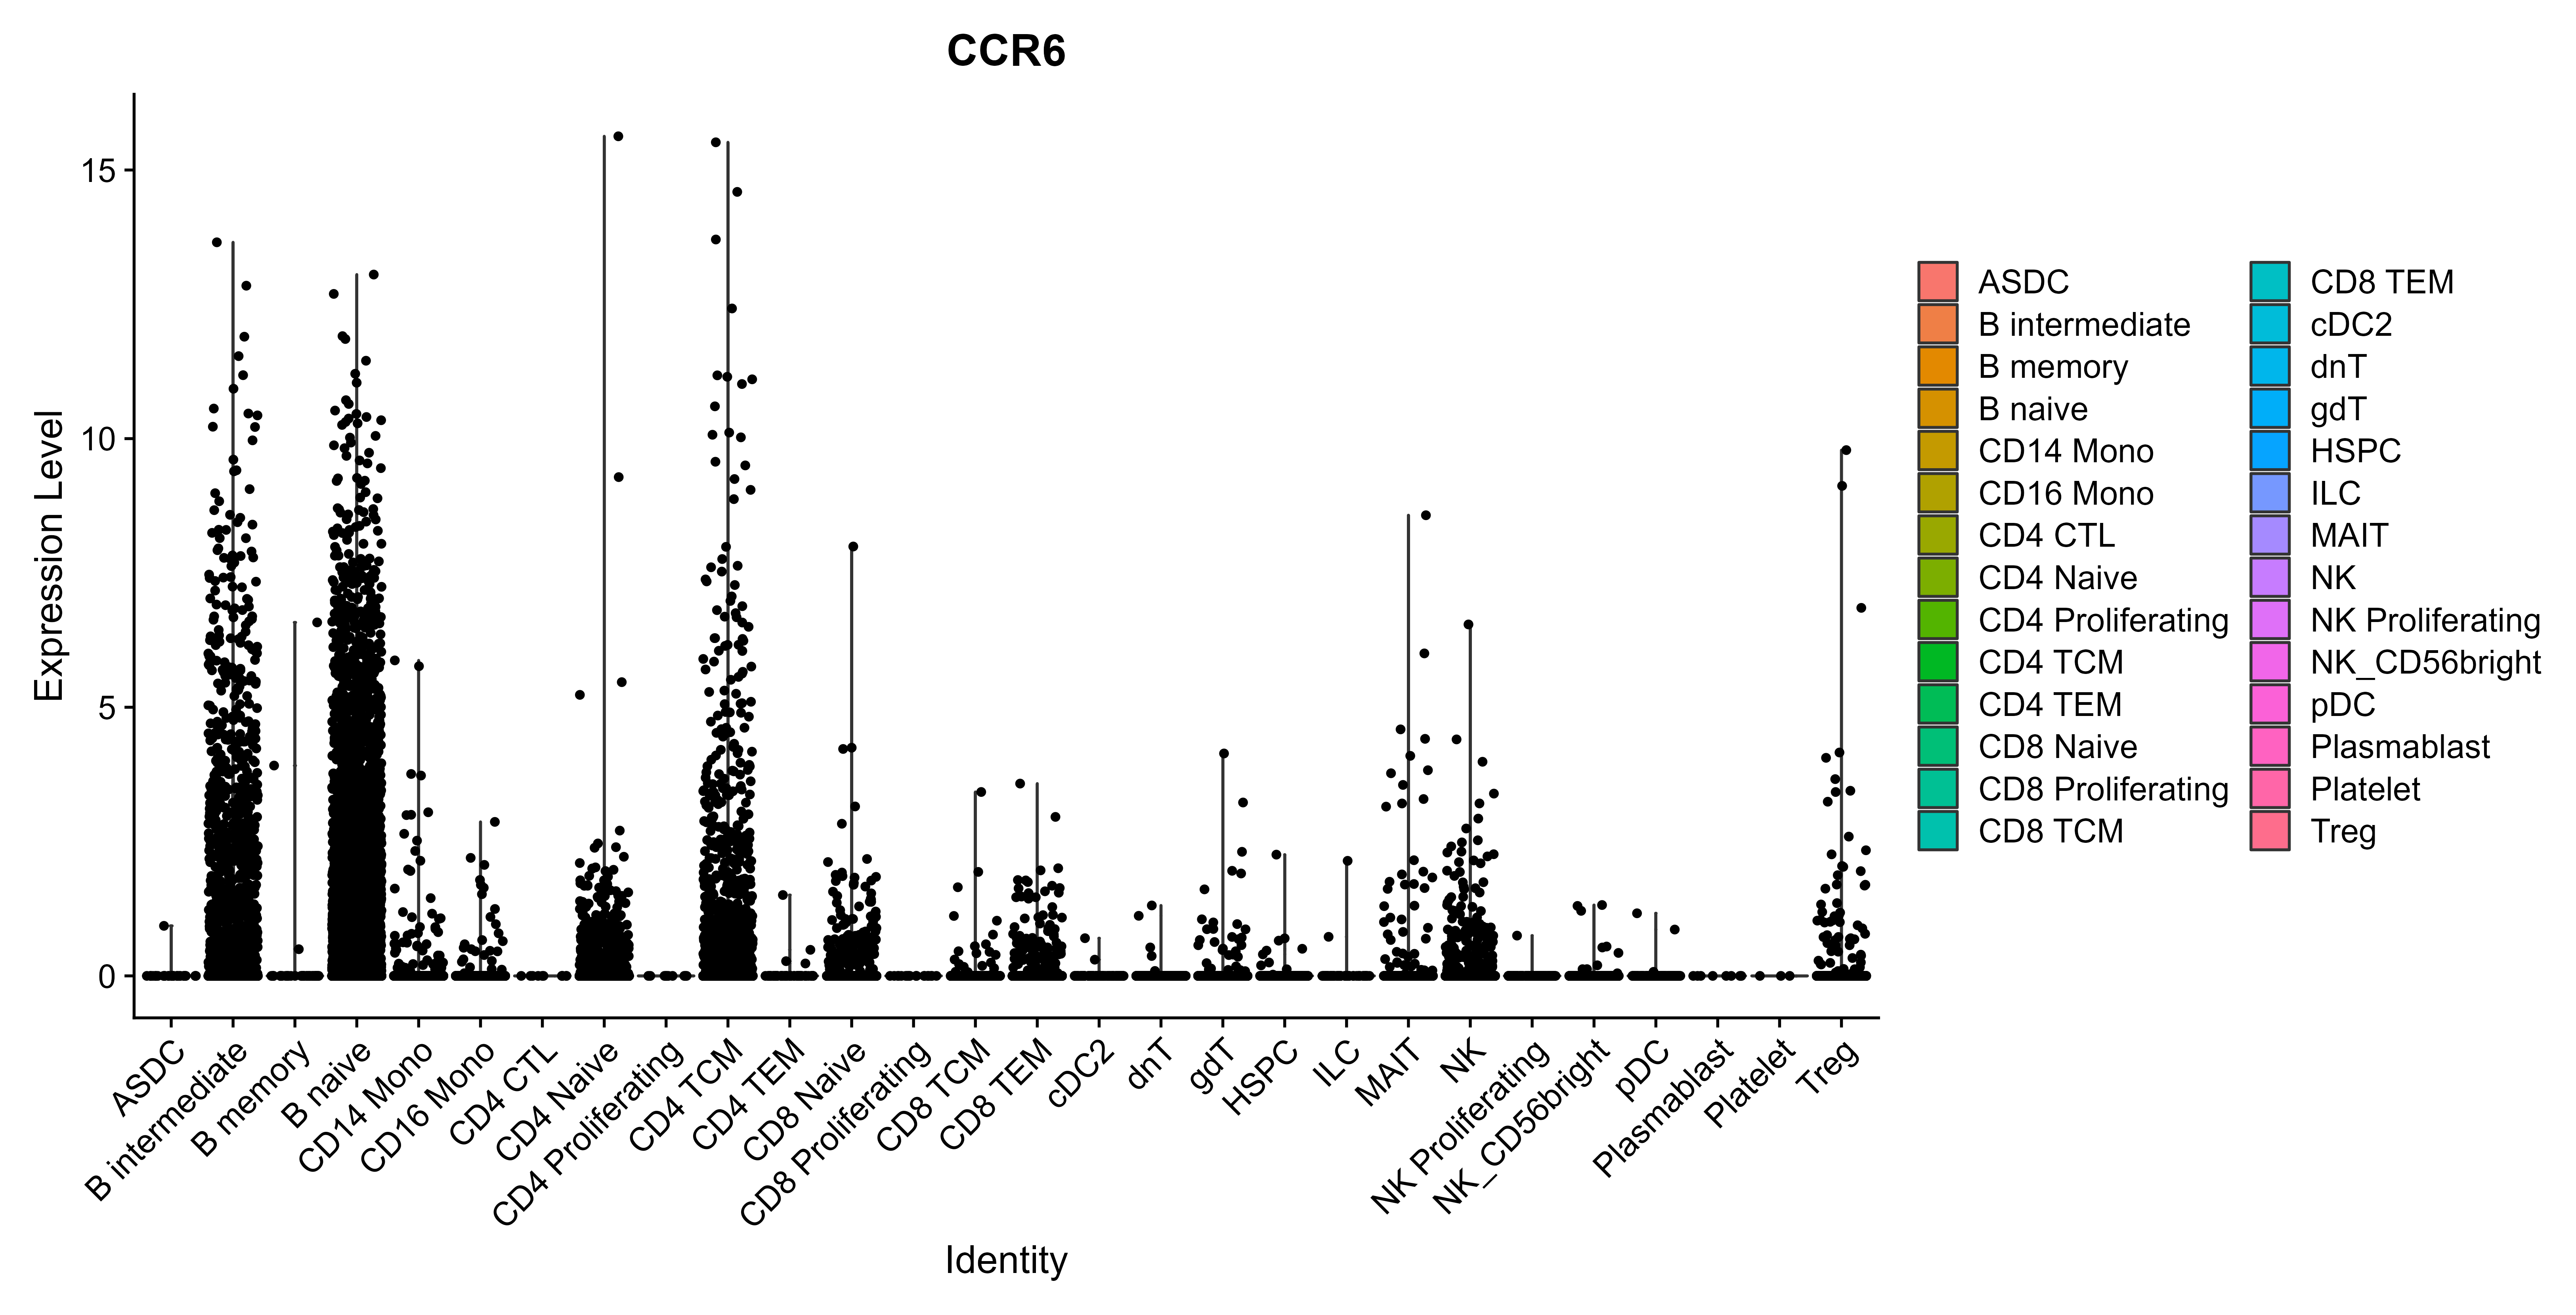 CCR6
Expression Level
15
10
5
0
ASDC
B intermediate
B memory
B naive
CD14 Mono
CD16 Mono
CD4 CTL
CD4 Naive
CD4 Proliferating
CD4 TCM
CD4 TEM
CD8 Naive
CD8 Proliferating
CD8 TCM
CD8 TEM
cDC2
dnT
gdT
HSPC
ILC
MAIT
NK
NK Proliferating
NK_CD56bright
pDC
Plasmablast
Platelet
Treg
Identity
ASDC
B intermediate
B memory
B naive
CD14 Mono
CD16 Mono
CD4 CTL
CD4 Naive
CD4 Proliferating
CD4 TCM
CD4 TEM
CD8 Naive
CD8 Proliferating
CD8 TCM
CD8 TEM
cDC2
dnT
gdT
HSPC
ILC
MAIT
NK
NK Proliferating
NK_CD56bright
pDC
Plasmablast
Platelet
Treg